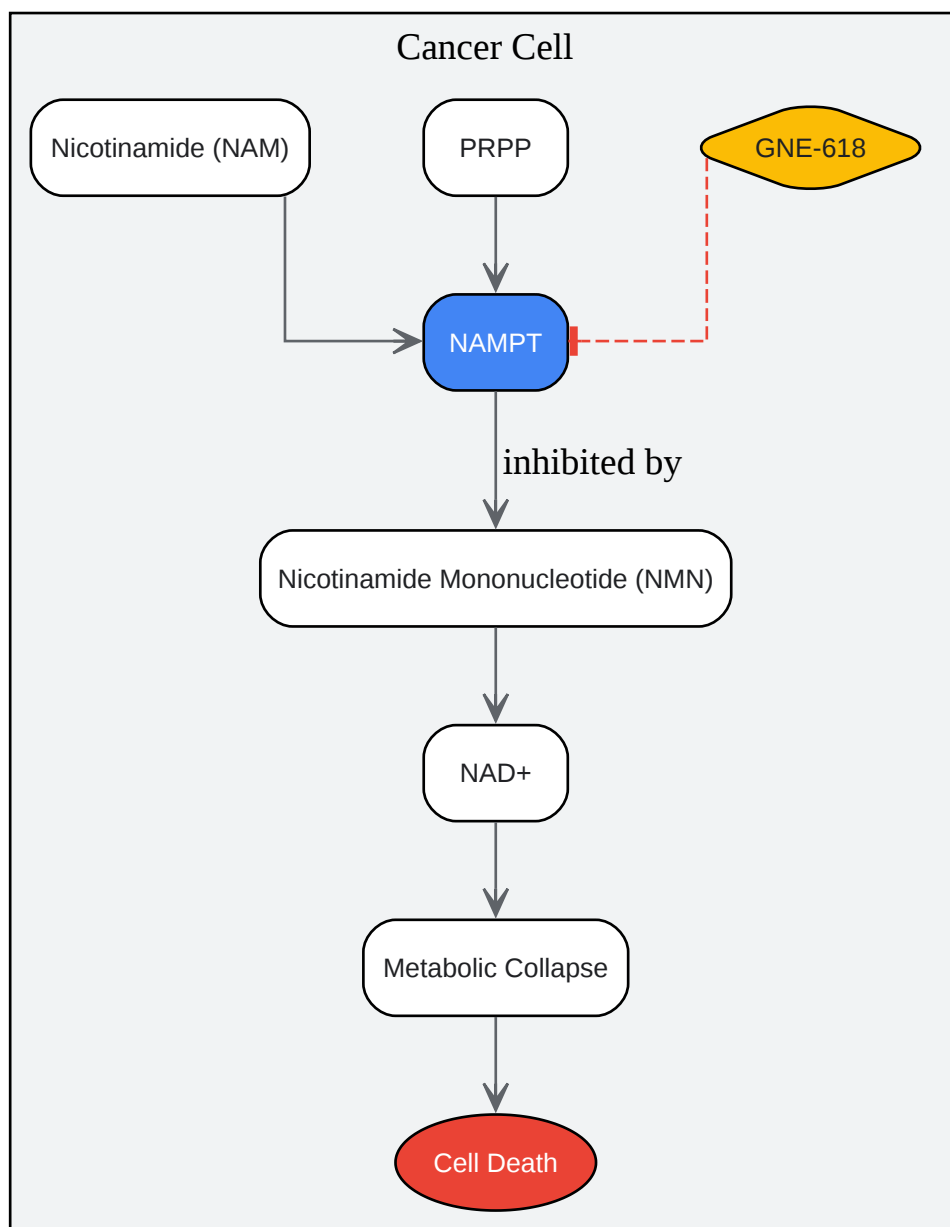 Cancer Cell
Nicotinamide (NAM)
PRPP
GNE-618
NAMPT
inhibited by
Nicotinamide Mononucleotide (NMN)
NAD+
Metabolic Collapse
Cell Death